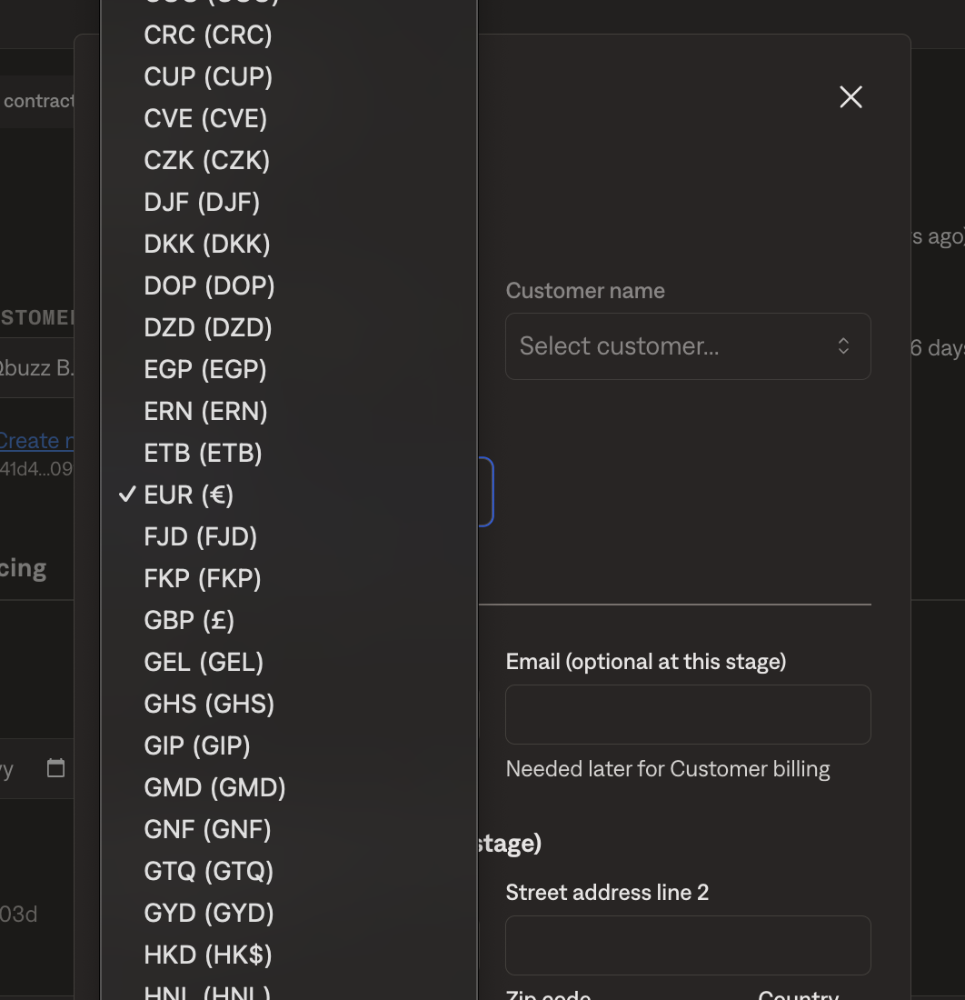 CRC (CRC)
CUP (CUP)
CVE (CVE)
CZK (CZK)
DJF (DJF)
DKK (DKK)
DOP (DOP)
DZD (DZD)
EGP (EGP)
ERN (ERN)
ETB (ETB)
✓ EUR (€)
FJD (FJD)
FKP (FKP)
GBP (£)
GEL (GEL)
GHS (GHS)
GIP (GIP)
GMD (GMD)
GNF (GNF)
GTQ (GTQ)
GYD (GYD)
HKD (HK$)
HNL (HNL)
contract
STOME
buzz B.
Create
41d4...09
cing
03d
Customer name
Select customer...
Email (optional at this stage)
Needed later for Customer billing
stage)
Street address line 2
Zip code
Country
s ago)
6 days